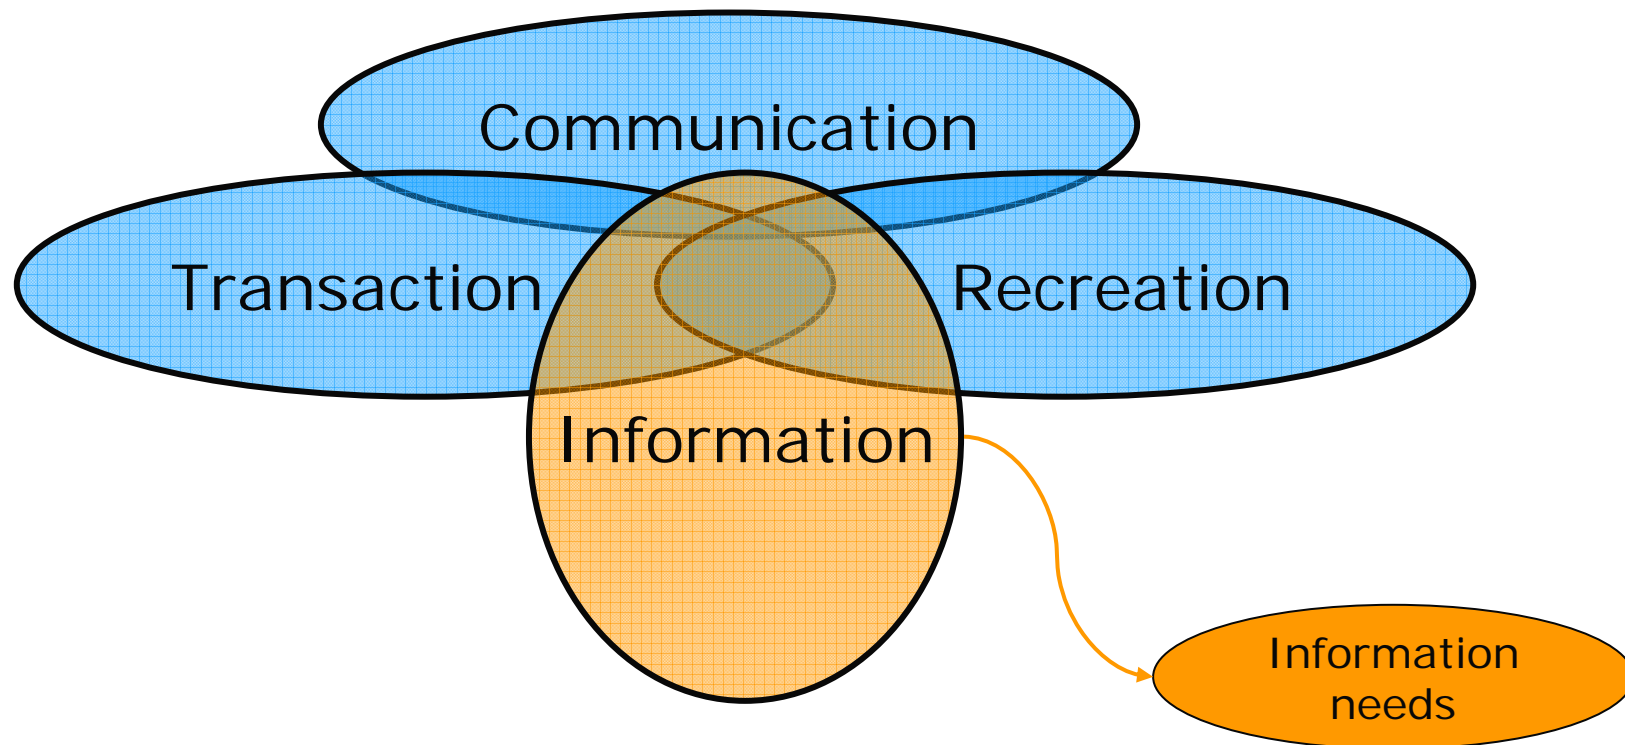 Communication
Transaction
Recreation
Information
Information
needs